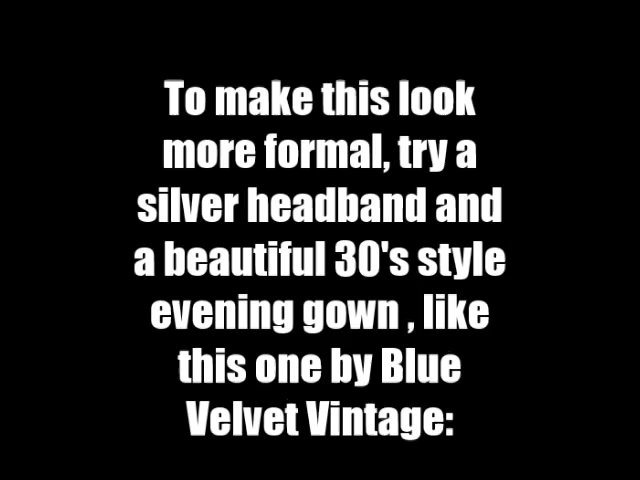 To make this look
more formal, try a
silver headband and
a beautiful 30's style
evening gown , like
this one by Blue
Velvet Vintage: